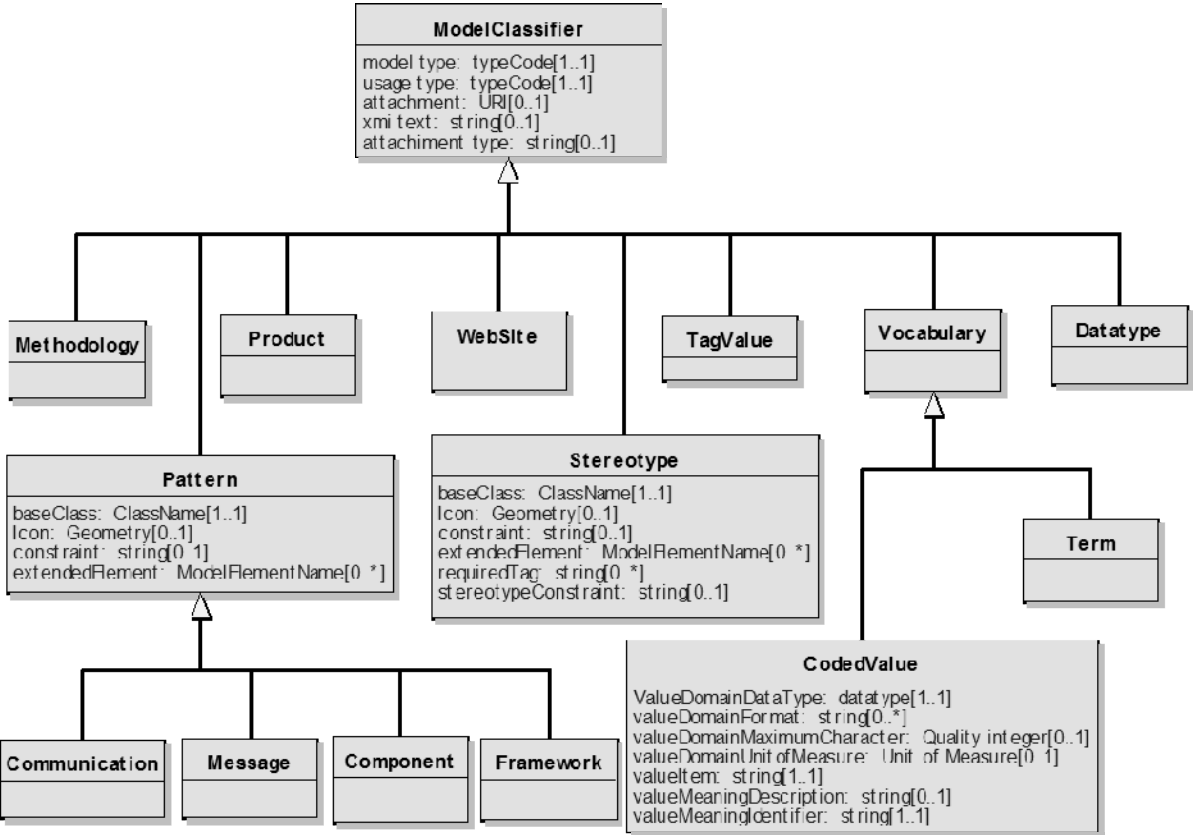 ModelClassifier
model type: typeCode[1..1]
usage type: typeCode[1..1]
attachment: URI[0..1]
xmi text: string[0..1]
attachiment type: string[0..1]
Methodology
Product
WebSite
TagValue
Vocabulary
Datatype
Pattern
baseClass: ClassName[1..1]
Icon: Geometry[0..1]
constraint: string[0..1]
extendedElement: ModelElementName[0..*]
Stereotype
baseClass: ClassName[1..1]
Icon: Geometry[0..1]
constraint: string[0..1]
extendedElement: ModelElementName[0..*]
requiredTag: string[0..*]
stereotypeConstraint: string[0..1]
Term
Communication
Message
Component
Framework
CodedValue
ValueDomainDataType: datatype[1..1]
valueDomainFormat: string[0..*]
valueDomainMaximumCharacter: Quality integer[0..1]
valueDomainUnitofMeasure: Unit of Measure[0..1]
valueItem: string[1..1]
valueMeaningDescription: string[0..1]
valueMeaningIdentifier: string[1..1]